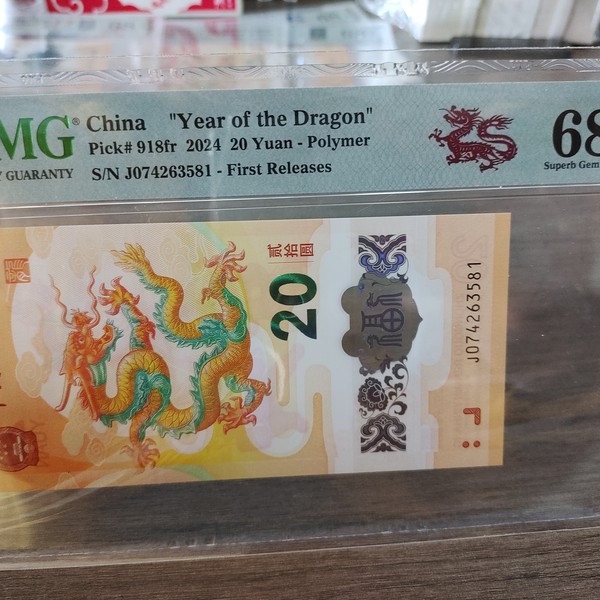 MG®
Y GUARANTY
China "Year of the Dragon"
Pick# 918fr 2024 20 Yuan - Polymer
S/N J074263581 - First Releases
68
Superb Gem
贰拾圆
20
J074263581